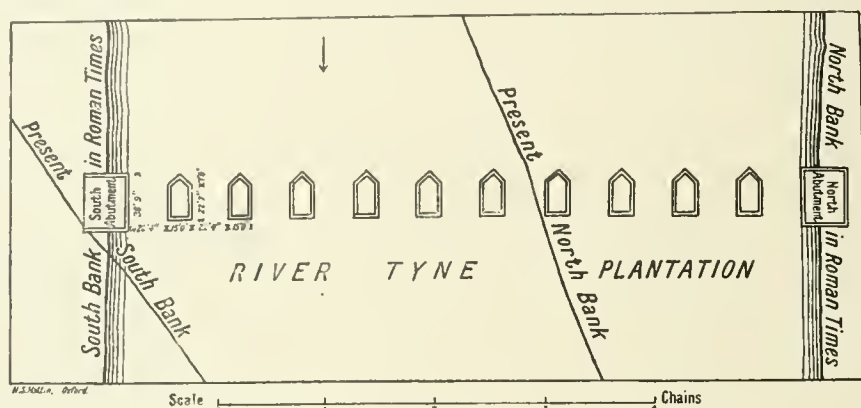 South Bank in Roman Times
Present South Bank
South Abutment
Present North Bank
North Bank in Roman Times
North Abutment
RIVER TYNE PLANTATION
Scale Chains